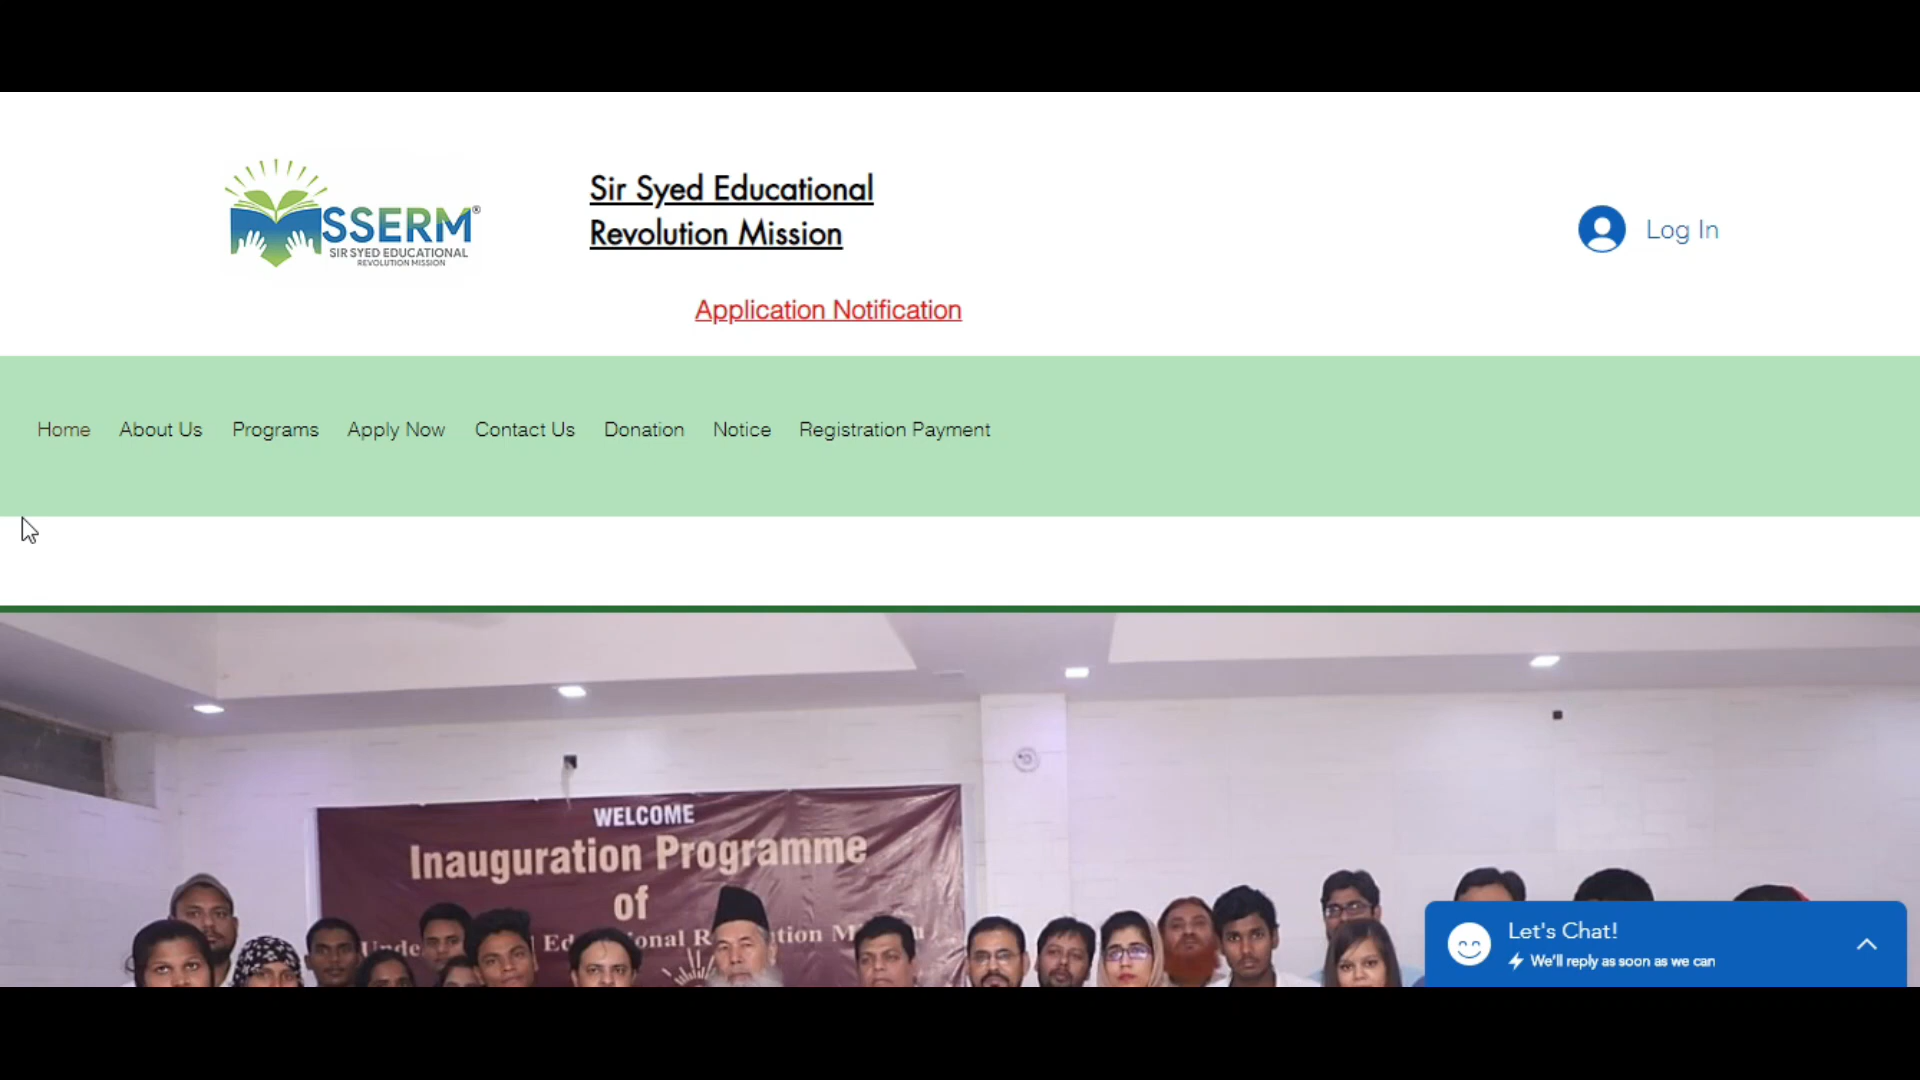 SSERM®
SIR SYED EDUCATIONAL
REVOLUTION MISSION
Sir Syed Educational
Revolution Mission
Log In
Application Notification
Home About Us Programs Apply Now Contact Us Donation Notice Registration Payment
WELCOME
Inauguration Programme
of
Let's Chat!
We'll reply as soon as we can